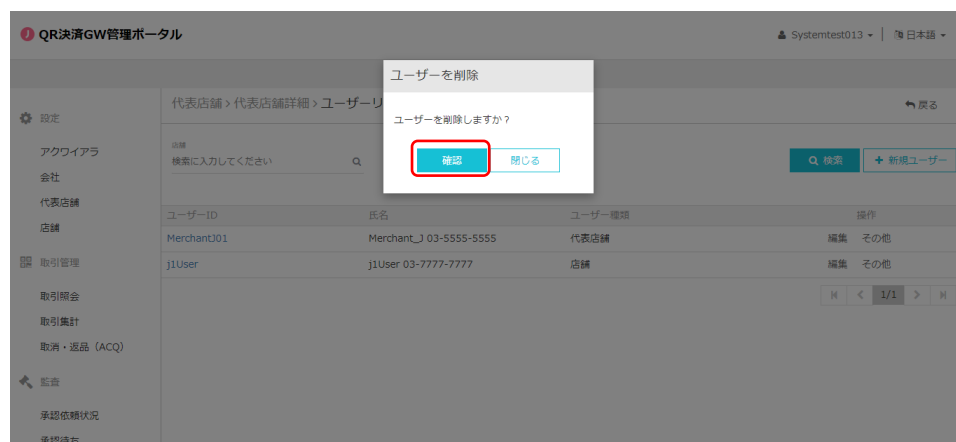 QR決済GW管理ポータル
Systemtest013
日本語
ユーザーを削除
ユーザーを削除しますか？
確認
閉じる
代表店舗 > 代表店舗詳細 > ユーザーリ
戻る
店舗
検索に入力してください
検索
+ 新規ユーザー
ユーザーID 氏名 ユーザー種類 操作
MerchantJ01 Merchant_J 03-5555-5555 代表店舗 編集 その他
j1User j1User 03-7777-7777 店舗 編集 その他
1/1
設定
アクワイアラ
会社
代表店舗
店舗
取引管理
取引照会
取引集計
取消・返品（ACQ）
監査
承認依頼状況
承認待ち